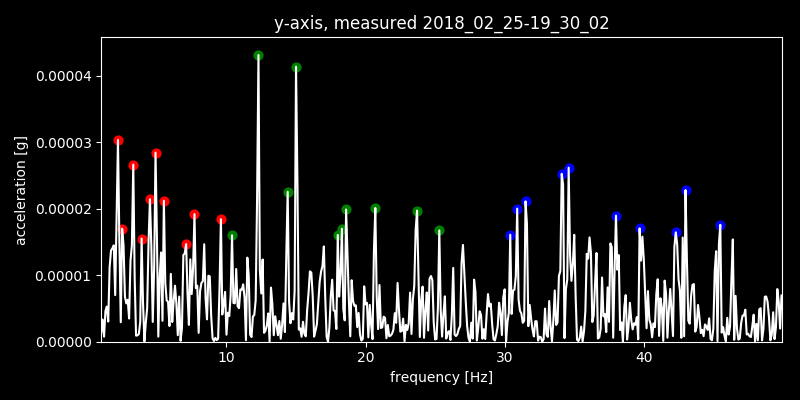 y-axis, measured 2018_02_25-19_30_02
acceleration [g]
0.00004
0.00003
0.00002
0.00001
0.00000
10 20 30 40
frequency [Hz]